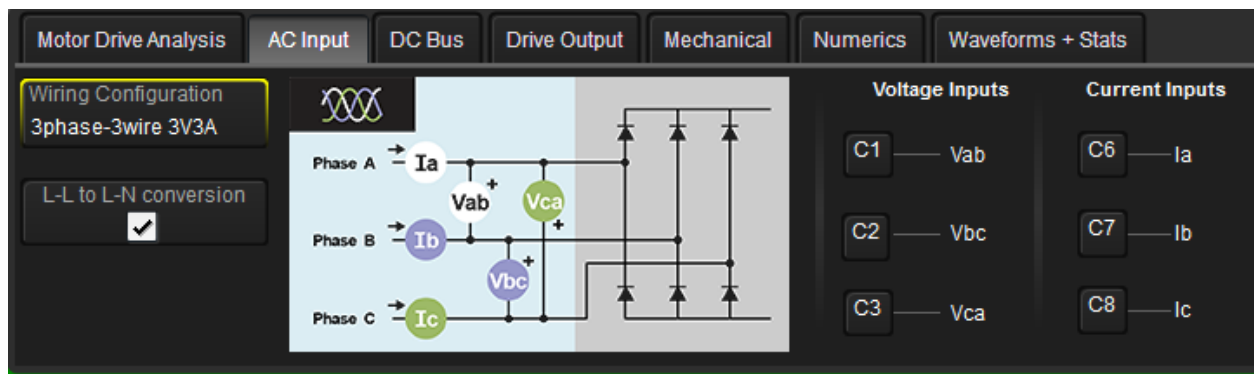 Motor Drive Analysis
AC Input
DC Bus
Drive Output
Mechanical
Numerics
Waveforms + Stats
Wiring Configuration
3phase-3wire 3V3A
L-L to L-N conversion
Phase A
Ia
Vab
+
Vca
+
Phase B
Ib
Vbc
+
Phase C
Ic
Voltage Inputs
Current Inputs
C1
Vab
C6
Ia
C2
Vbc
C7
Ib
C3
Vca
C8
Ic